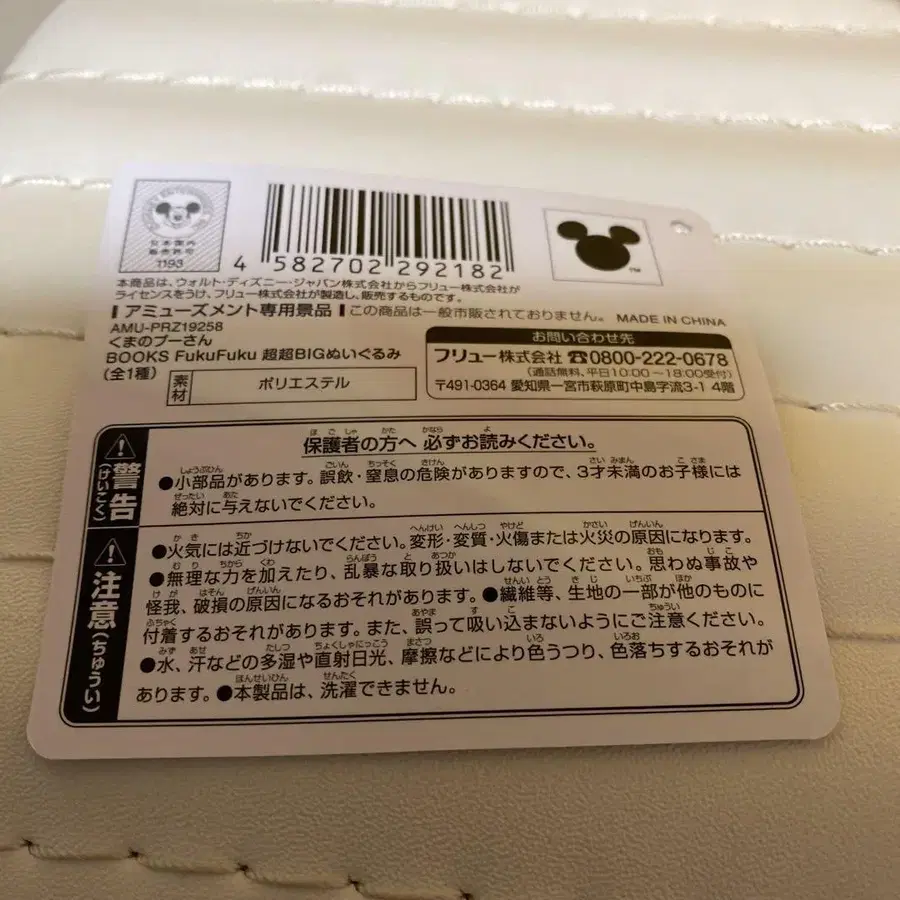 日本国内
販売許可
1193
4 582702 292182
本商品は、ウォルト・ディズニー・ジャパン株式会社からフリュー株式会社が
ライセンスをうけ、フリュー株式会社が製造し、販売するものです。
アミューズメント専用景品 この商品は一般市販されておりません。 MADE IN CHINA
AMU-PRZ19258
くまのプーさん
BOOKS FukuFuku 超超BIGぬいぐるみ
(全1種)
素材 ポリエステル
お問い合わせ先
フリュー株式会社 ☎0800-222-0678
(通話無料、平日10:00~18:00受付)
〒491-0364 愛知県一宮市萩原町中島字流3-1 4階
TM
警告(けいこく)
保護者の方へ 必ずお読みください。
●小部品があります。誤飲・窒息の危険がありますので、3才未満のお子様には
絶対に与えないでください。
注意(ちゅうい)
●火気には近づけないでください。変形・変質・火傷または火災の原因になります。
●無理な力を加えたり、乱暴な取り扱いはしないでください。思わぬ事故や
怪我、破損の原因になるおそれがあります。●繊維等、生地の一部が他のものに
付着するおそれがあります。また、誤って吸い込まないようにご注意ください。
●水、汗などの多湿や直射日光、摩擦などにより色うつり、色落ちするおそれが
あります。●本製品は、洗濯できません。